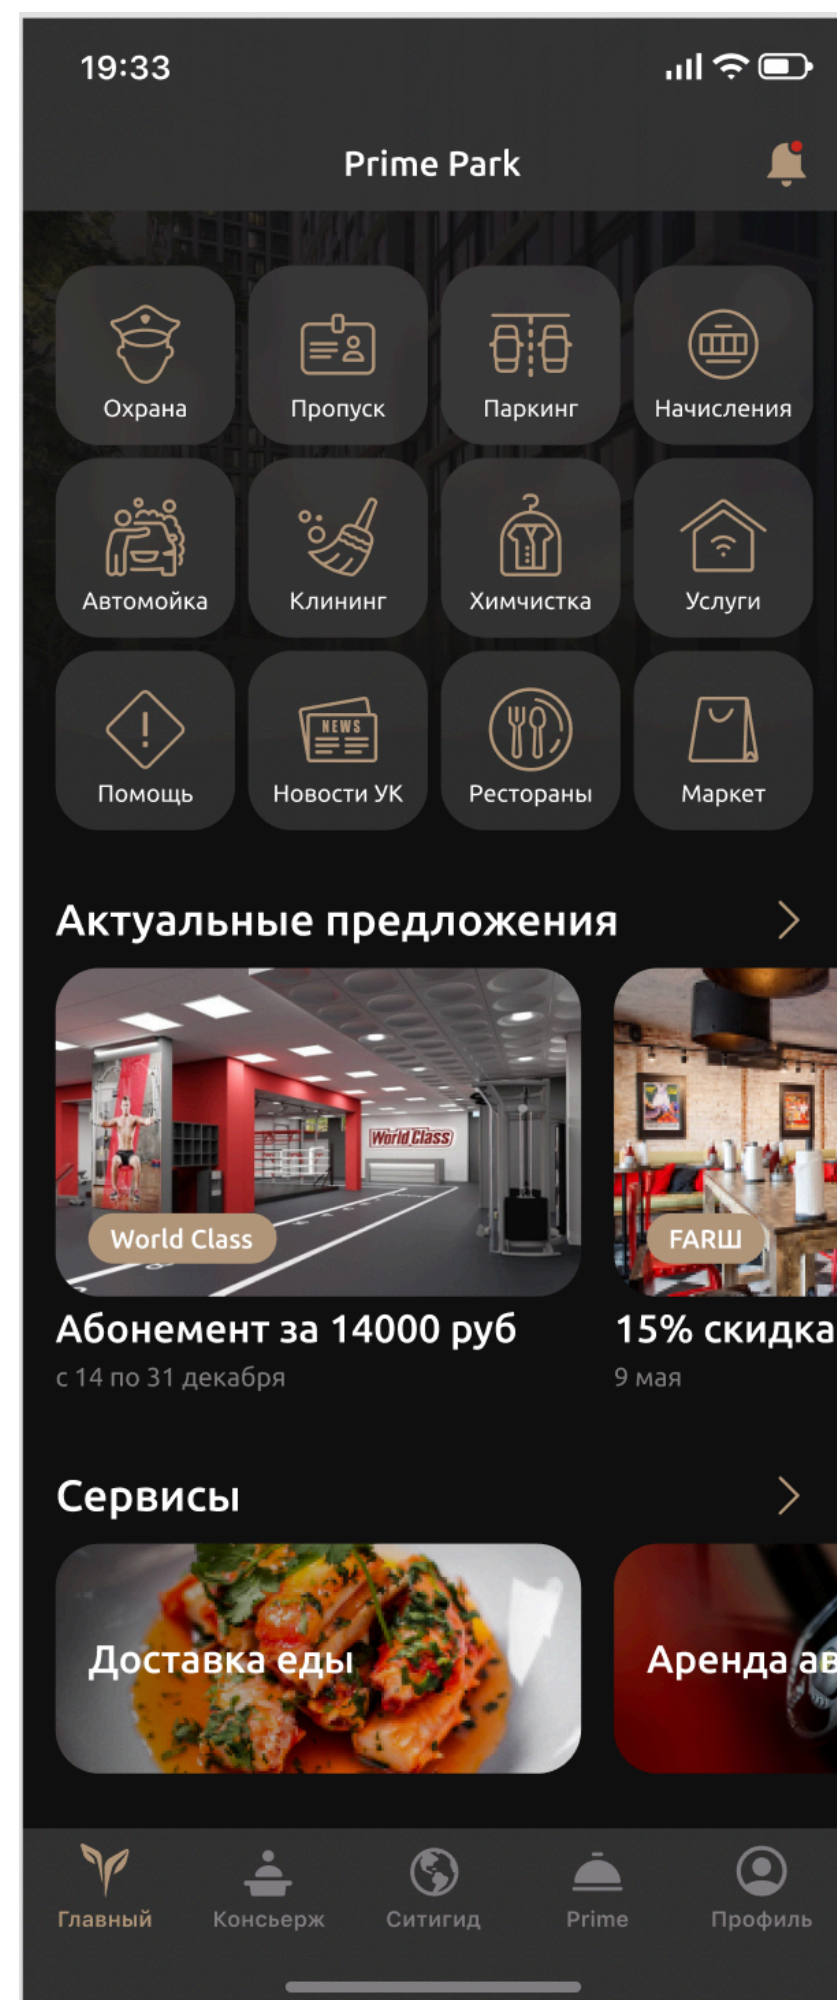 19:33
Prime Park
Охрана
Пропуск
Паркинг
Начисления
Автомойка
Клининг
Химчистка
Услуги
Помощь
NEWS
Новости УК
Рестораны
Маркет
Актуальные предложения
World Class
World Class
FARШ
Абонемент за 14000 руб
15% скидка
с 14 по 31 декабря
9 мая
Сервисы
Доставка еды
Аренда ав
Главный
Консьерж
Ситигид
Prime
Профиль